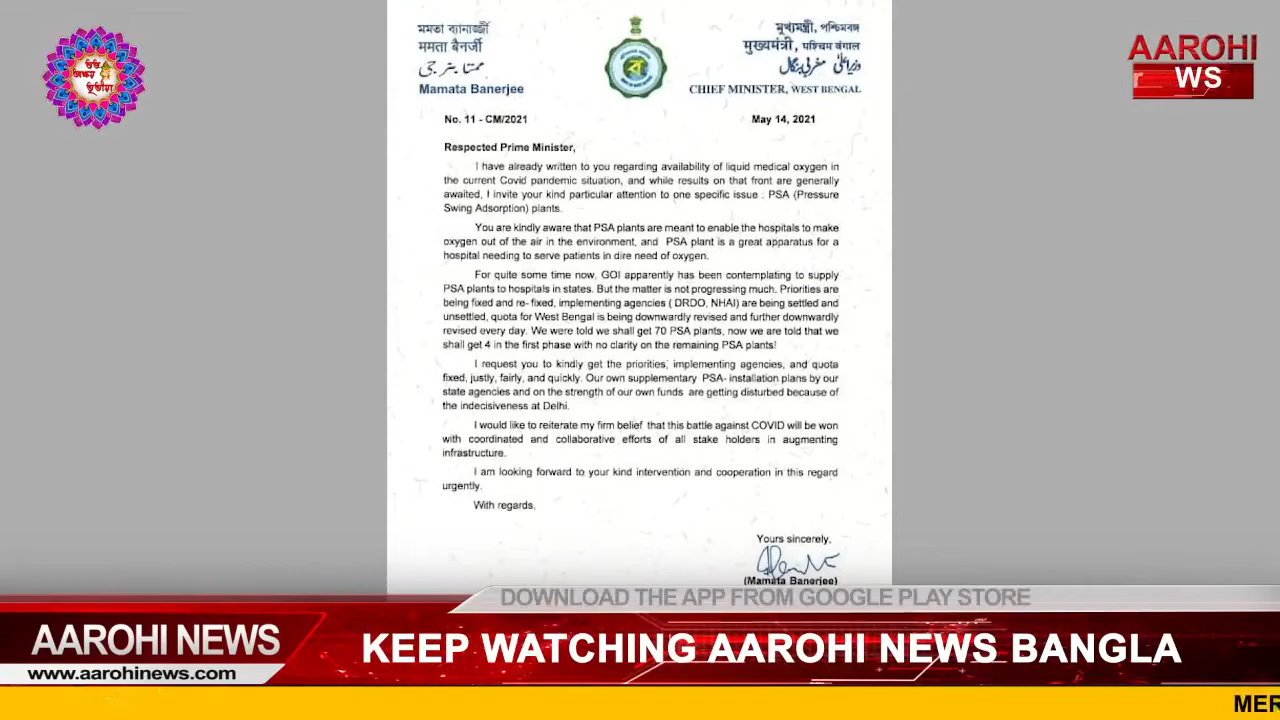 মমতা ব্যানার্জী
ममता बैनर्जी
ممتا بنرجی
Mamata Banerjee
মুখ্যমন্ত্রী, পশ্চিমবঙ্গ
मुख्यमंत्री, पश्चिम बंगाल
وزیراعلیٰ مغربی بنگال
CHIEF MINISTER, WEST BENGAL
শুভ
অক্ষয়
তৃতীয়া
AAROHI
WS
No. 11 - CM/2021
May 14, 2021
Respected Prime Minister,
I have already written to you regarding availability of liquid medical oxygen in
the current Covid pandemic situation, and while results on that front are generally
awaited, I invite your kind particular attention to one specific issue : PSA (Pressure
Swing Adsorption) plants.
You are kindly aware that PSA plants are meant to enable the hospitals to make
oxygen out of the air in the environment, and PSA plant is a great apparatus for a
hospital needing to serve patients in dire need of oxygen.
For quite some time now, GOI apparently has been contemplating to supply
PSA plants to hospitals in states. But the matter is not progressing much. Priorities are
being fixed and re- fixed, implementing agencies ( DRDO, NHAI) are being settled and
unsettled, quota for West Bengal is being downwardly revised and further downwardly
revised every day. We were told we shall get 70 PSA plants, now we are told that we
shall get 4 in the first phase with no clarity on the remaining PSA plants!
I request you to kindly get the priorities, implementing agencies, and quota
fixed, justly, fairly, and quickly. Our own supplementary PSA- installation plans by our
state agencies and on the strength of our own funds are getting disturbed because of
the indecisiveness at Delhi.
I would like to reiterate my firm belief that this battle against COVID will be won
with coordinated and collaborative efforts of all stake holders in augmenting
infrastructure.
I am looking forward to your kind intervention and cooperation in this regard
urgently.
With regards,
Yours sincerely,
(Mamata Banerjee)
DOWNLOAD THE APP FROM GOOGLE PLAY STORE
AAROHI NEWS
www.aarohinews.com
KEEP WATCHING AAROHI NEWS BANGLA
MER